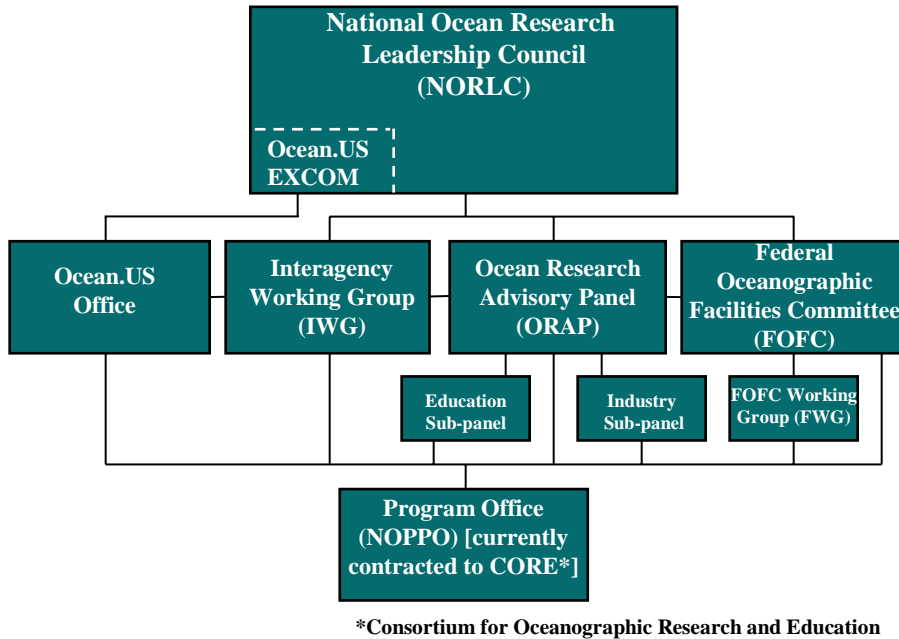 National Ocean Research
Leadership Council
(NORLC)
Ocean.US
EXCOM
Ocean.US
Office
Interagency
Working Group
(IWG)
Ocean Research
Advisory Panel
(ORAP)
Federal
Oceanographic
Facilities Committee
(FOFC)
Education
Sub-panel
Industry
Sub-panel
FOFC Working
Group (FWG)
Program Office
(NOPPO) [currently
contracted to CORE*]
*Consortium for Oceanographic Research and Education